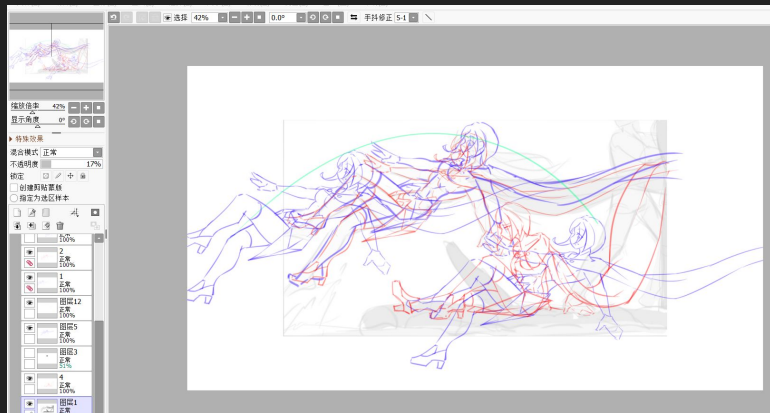 选择 42% 0.0° 手抖修正 5-1
缩放倍率 42%
显示角度 0°
特殊效果
混合模式 正常
不透明度 17%
锁定
创建剪贴蒙版
指定为选区样本
100%
2
正常
100%
1
正常
100%
图层12
正常
100%
图层5
正常
100%
图层3
正常
51%
4
正常
100%
图层1
正常